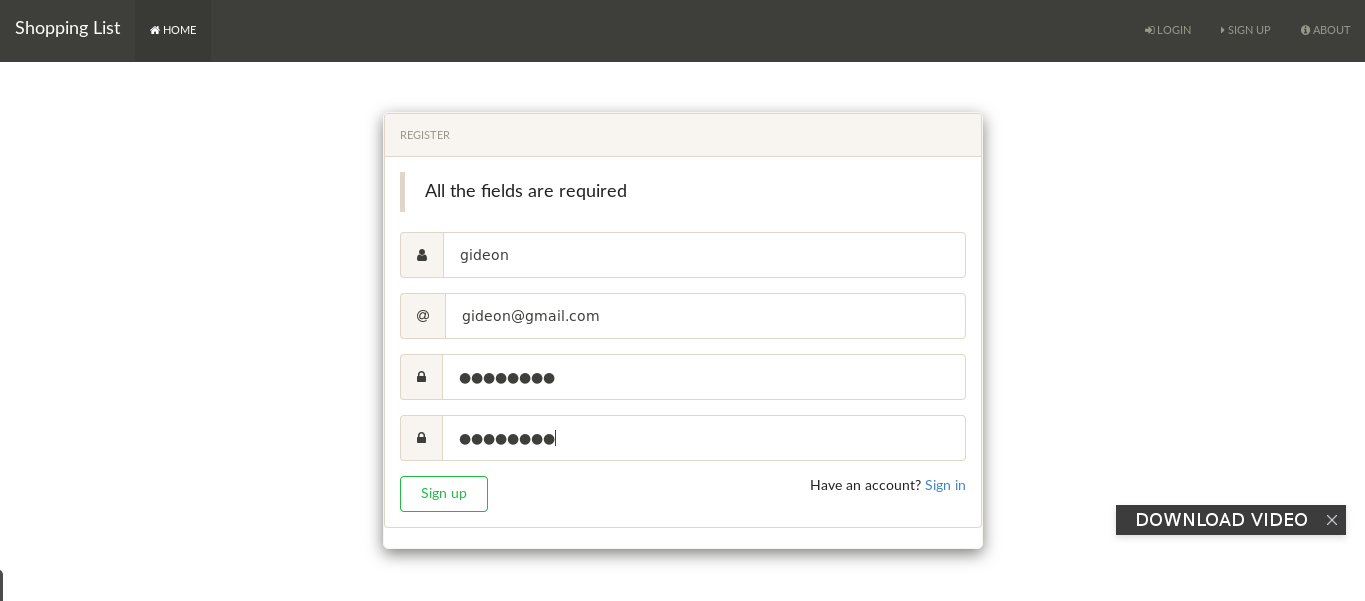 Shopping List HOME LOGIN SIGN UP ABOUT
REGISTER
All the fields are required
gideon
@ gideon@gmail.com
●●●●●●●●
●●●●●●●●
Sign up Have an account? Sign in
DOWNLOAD VIDEO